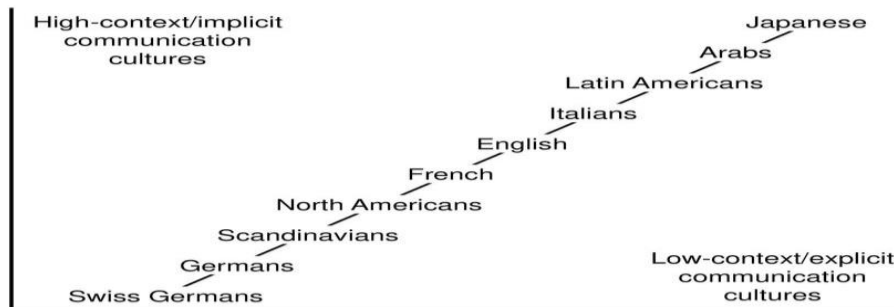 High-context/implicit
communication
cultures
Japanese
Arabs
Latin Americans
Italians
English
French
North Americans
Scandinavians
Germans
Swiss Germans
Low-context/explicit
communication
cultures